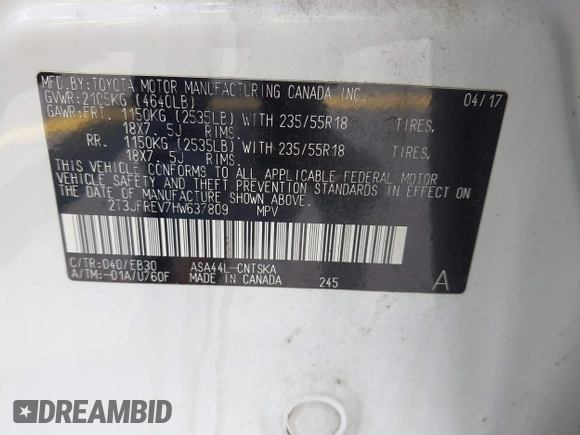 MFD.BY:TOYOTA MOTOR MANUFACTURING CANADA INC. 04/17
GVWR:2105KG (4640LB)
GAWR:FRT. 1150KG (2535LB) WITH 235/55R18 TIRES,
18X7. 5J RIMS.
RR. 1150KG (2535LB) WITH 235/55R18 TIRES,
18X7. 5J RIMS.
THIS VEHICLE CONFORMS TO ALL APPLICABLE FEDERAL MOTOR
VEHICLE SAFETY AND THEFT PREVENTION STANDARDS IN EFFECT ON
THE DATE OF MANUFACTURE SHOWN ABOVE.
2T3JFREV7HW637809 MPV
C/TR:040/EB30 ASA44L-CNTSKA
A/TM:-01A/U760F MADE IN CANADA 245 A
DREAMBID